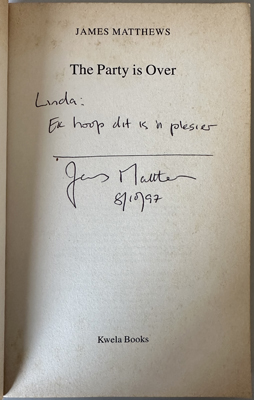 JAMES MATTHEWS
The Party is Over
Linda:
Ek hoop dit is 'n plesier
James Matthews
8/10/97
Kwela Books